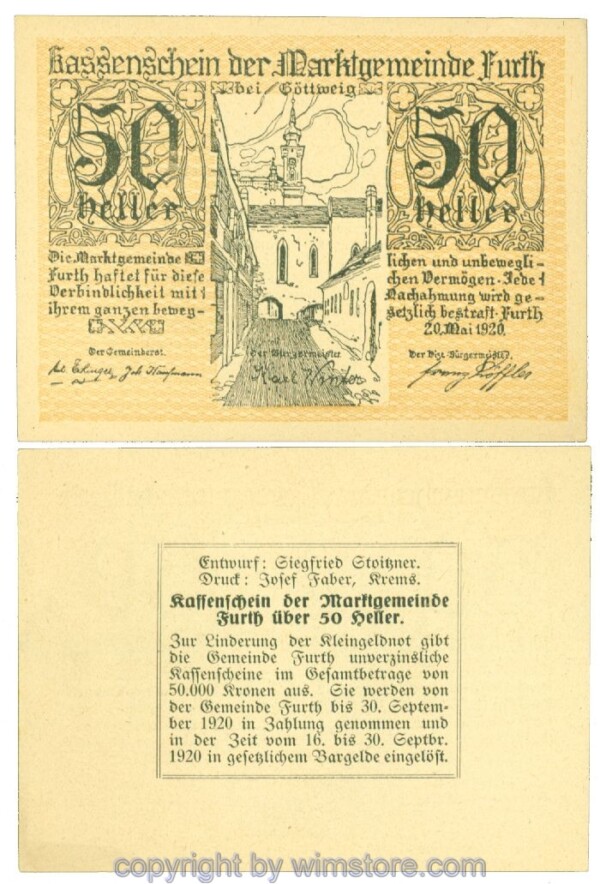 Kassenschein der Marktgemeinde Furth
bei Göttweig
50
Heller
50
Heller
Die Marktgemeinde
Furth haftet für diese
Verbindlichkeit mit
ihrem ganzen beweg-
lichen und unbewegli-
chen Vermögen. Jede
Nachahmung wird ge-
setzlich bestraft. Furth
20. Mai 1920.
Der Gemeinderat.
Der Bürgermeister
Der Vize-Bürgermeister.
Karl Winter
Franz Löffler
Entwurf: Siegfried Stoitzner.
Druck: Josef Faber, Krems.
Kassenschein der Marktgemeinde
Furth über 50 Heller.
Zur Linderung der Kleingeldnot gibt
die Gemeinde Furth unverzinsliche
Kassenscheine im Gesamtbetrage von
50.000 Kronen aus. Sie werden von
der Gemeinde Furth bis 30. Septem-
ber 1920 in Zahlung genommen und
in der Zeit vom 16. bis 30. Septbr.
1920 in gesetzlichem Bargelde eingelöst.
copyright by wimstore.com